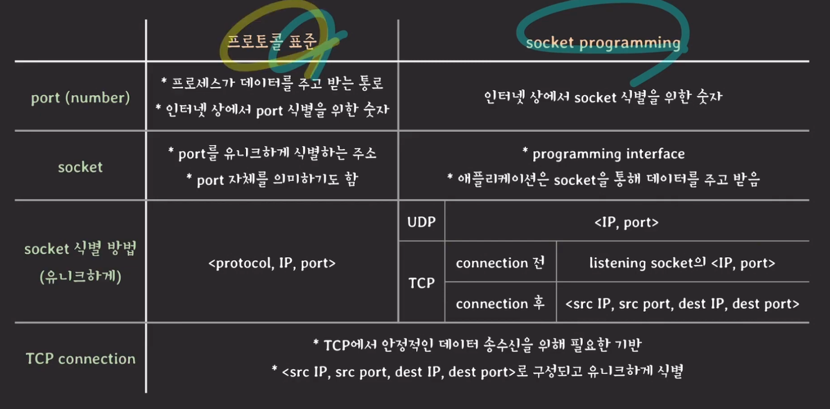 프로토콜 표준
socket programming
port (number)
* 프로세스가 데이터를 주고 받는 통로
* 인터넷 상에서 port 식별을 위한 숫자
인터넷 상에서 socket 식별을 위한 숫자
socket
* port를 유니크하게 식별하는 주소
* port 자체를 의미하기도 함
* programming interface
* 애플리케이션은 socket을 통해 데이터를 주고 받음
socket 식별 방법
(유니크하게)
<protocol, IP, port>
UDP
<IP, port>
TCP
connection 전
listening socket의 <IP, port>
connection 후
<src IP, src port, dest IP, dest port>
TCP connection
* TCP에서 안정적인 데이터 송수신을 위해 필요한 기반
* <src IP, src port, dest IP, dest port>로 구성되고 유니크하게 식별